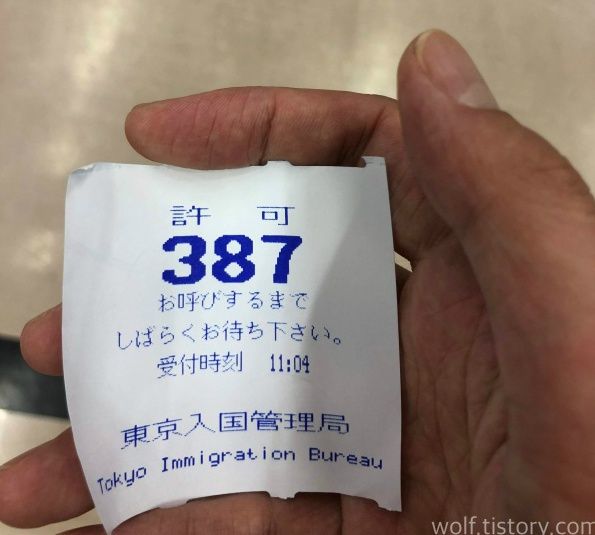 許 可
387
お呼びするまで
しばらくお待ち下さい。
受付時刻 11:04
東京入国管理局
Tokyo Immigration Bureau
wolf.tistory.com